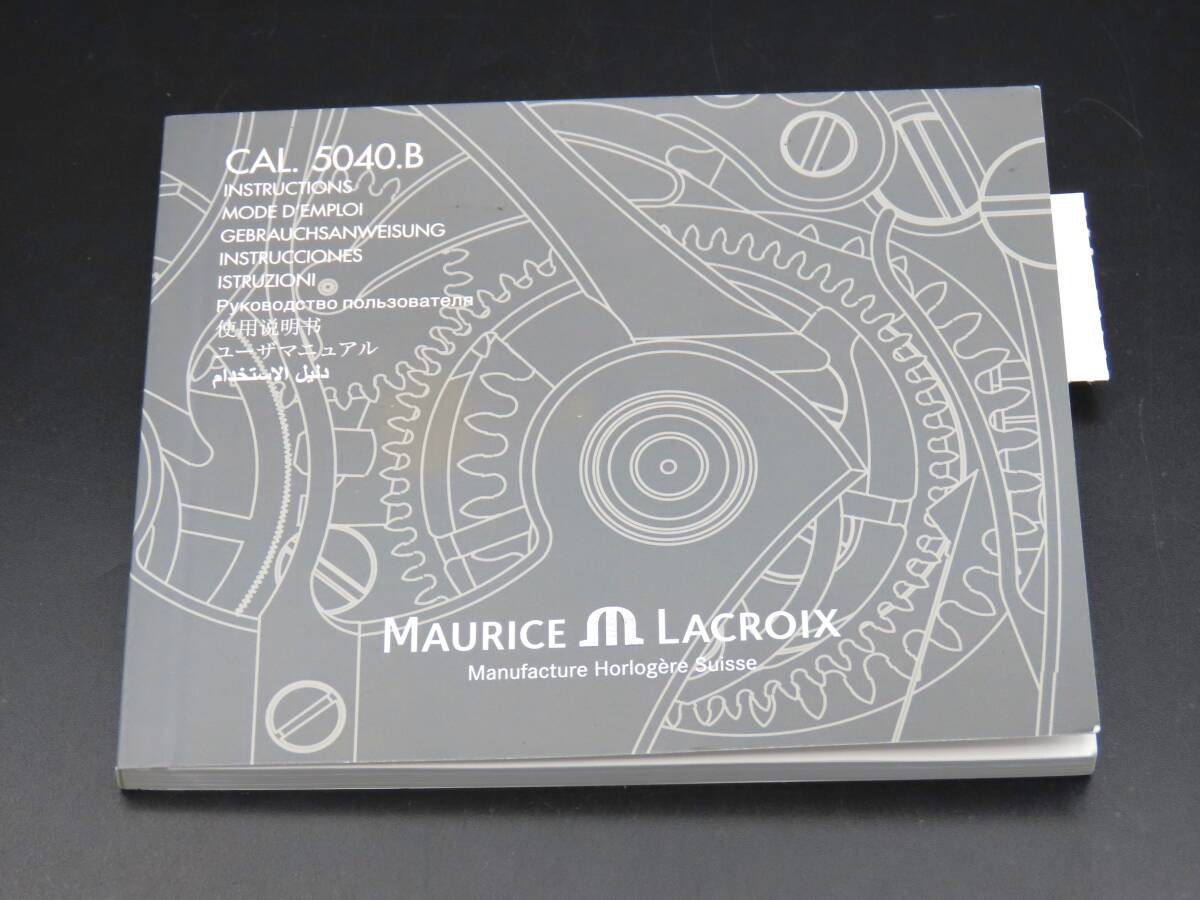 CAL. 5040.B
INSTRUCTIONS
MODE D'EMPLOI
GEBRAUCHSANWEISUNG
INSTRUCCIONES
ISTRUZIONI
Руководство пользователя
使用说明书
ユーザマニュアル
دليل الاستخدام
MAURICE LACROIX
Manufacture Horlogère Suisse